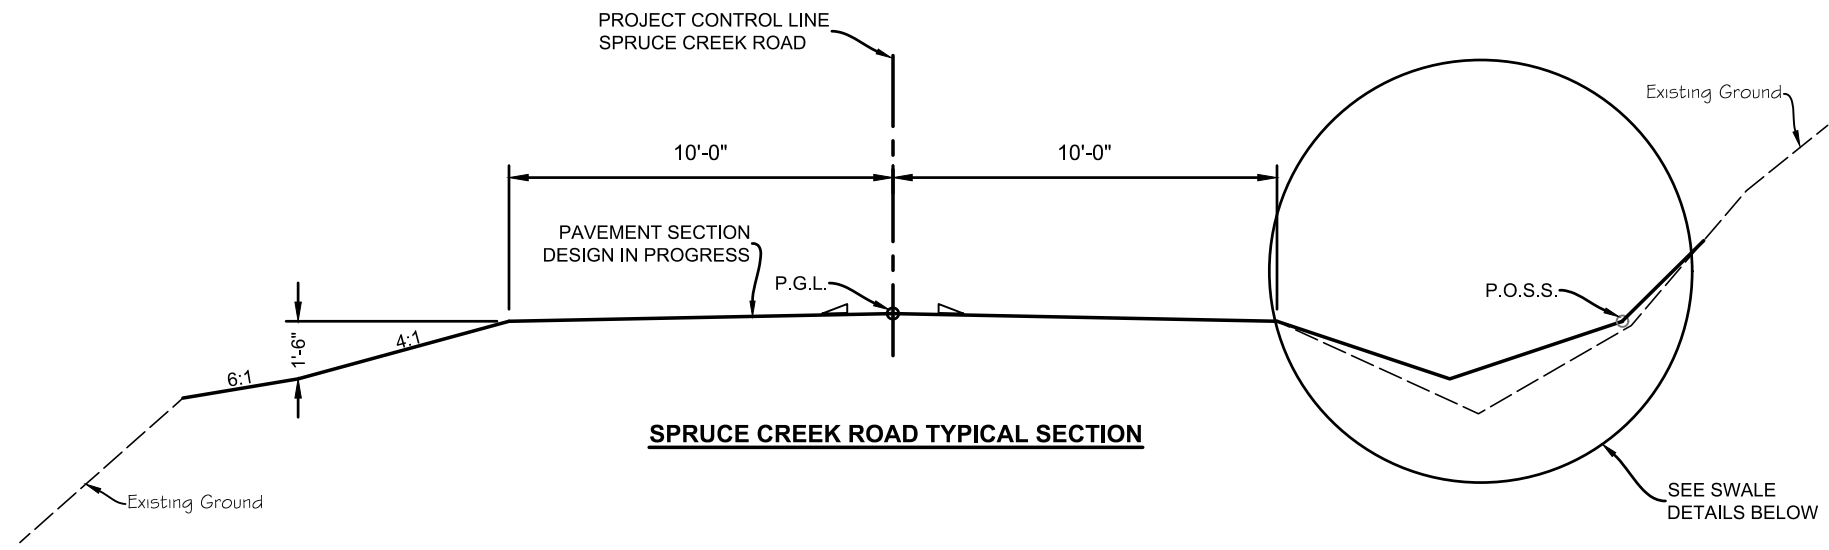 PROJECT CONTROL LINE
SPRUCE CREEK ROAD
Existing Ground
10'-0"
10'-0"
PAVEMENT SECTION
DESIGN IN PROGRESS
P.G.L.
P.O.S.S.
1'-6"
4:1
6:1
SPRUCE CREEK ROAD TYPICAL SECTION
Existing Ground
SEE SWALE
DETAILS BELOW